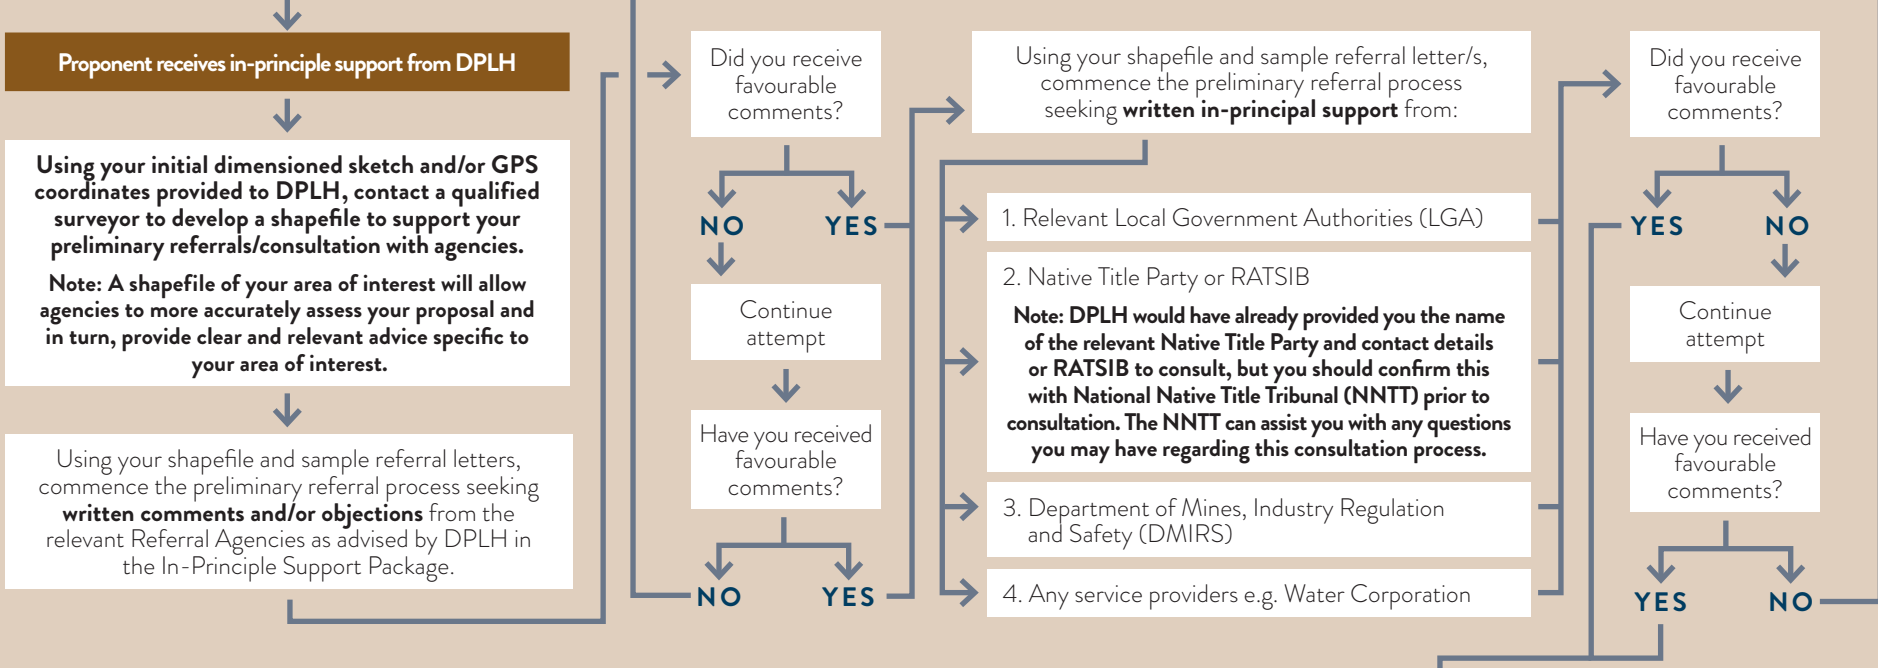 Proponent receives in-principle support from DPLH
Using your initial dimensioned sketch and/or GPS
coordinates provided to DPLH, contact a qualified
surveyor to develop a shapefile to support your
preliminary referrals/consultation with agencies.
Note: A shapefile of your area of interest will allow
agencies to more accurately assess your proposal and
in turn, provide clear and relevant advice specific to
your area of interest.
Using your shapefile and sample referral letters,
commence the preliminary referral process seeking
written comments and/or objections from the
relevant Referral Agencies as advised by DPLH in
the In-Principle Support Package.
Did you receive
favourable
comments?
NO
YES
Continue
attempt
Have you received
favourable
comments?
NO
YES
Using your shapefile and sample referral letter/s,
commence the preliminary referral process
seeking written in-principal support from:
1. Relevant Local Government Authorities (LGA)
2. Native Title Party or RATSIB
Note: DPLH would have already provided you the name
of the relevant Native Title Party and contact details
or RATSIB to consult, but you should confirm this
with National Native Title Tribunal (NNTT) prior to
consultation. The NNTT can assist you with any questions
you may have regarding this consultation process.
3. Department of Mines, Industry Regulation
and Safety (DMIRS)
4. Any service providers e.g. Water Corporation
Did you receive
favourable
comments?
YES
NO
Continue
attempt
Have you received
favourable
comments?
YES
NO